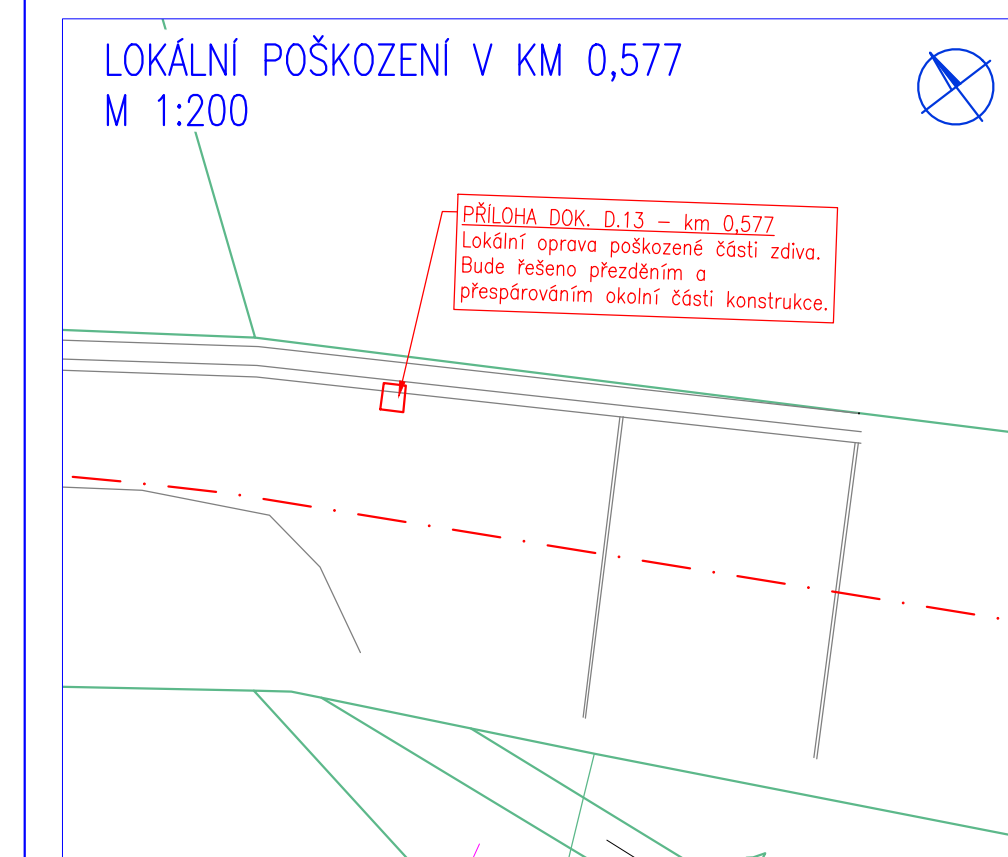 LOKÁLNÍ POŠKOZENÍ V KM 0,577
M 1:200
PŘÍLOHA DOK. D.13 – km 0,577
Lokální oprava poškozené části zdiva.
Bude řešeno přezděním a
přespárováním okolní části konstrukce.